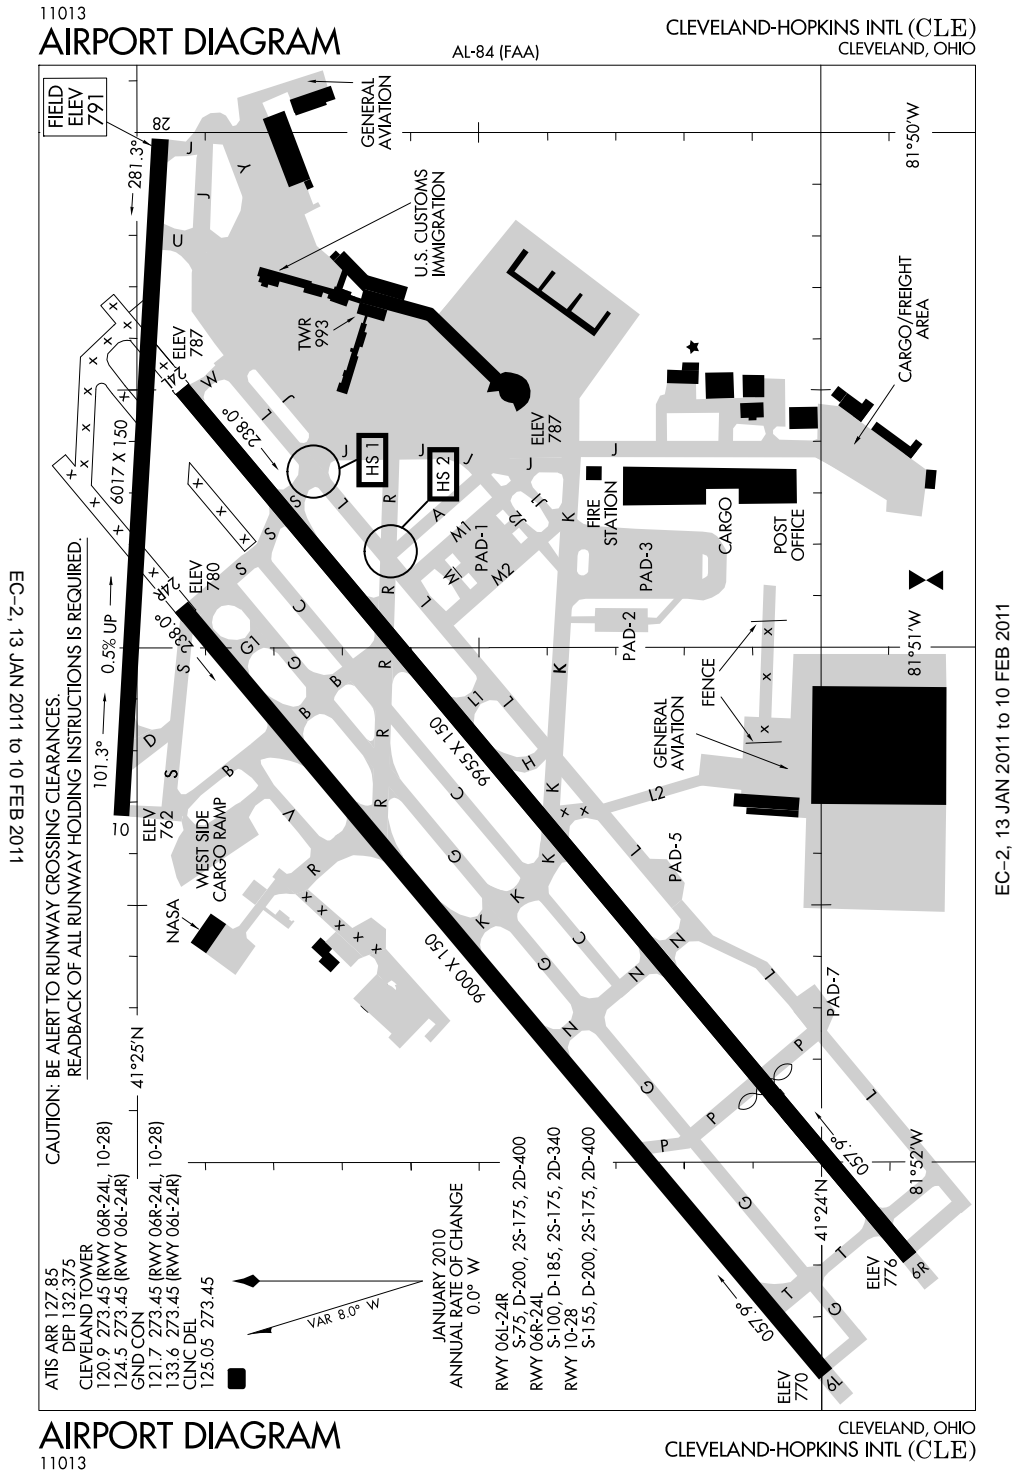 11013
AIRPORT DIAGRAM
AL-84 (FAA)
CLEVELAND-HOPKINS INTL (CLE)
CLEVELAND, OHIO
FIELD
ELEV
791
28
281.3°
GENERAL
AVIATION
81°50'W
J
Y
J
U
U.S. CUSTOMS
IMMIGRATION
TWR
993
ELEV
787
24L
W
CARGO/FREIGHT
AREA
x
x
x
x
x
x
x
x
x
x
x
x
6017 X 150
238.0°
L
J
J
HS 1
J
HS 2
J
ELEV
787
J
J
S
L
R
A
M1
PAD-1
J2
J1
K
FIRE
STATION
CARGO
POST
OFFICE
S
x
x
x
24R
ELEV
780
S
C
R
M
M2
L
PAD-3
PAD-2
238.0°
0.5% UP
S
G1
G
B
B
R
R
R
L1
L
K
H
K
81°51'W
FENCE
x
x
x
GENERAL
AVIATION
101.3°
D
S
B
V
10
ELEV
762
9955 X 150
C
G
K
K
K
x
x
L2
L
PAD-5
WEST SIDE
CARGO RAMP
NASA
R
x
x
x
x
x
9000 X 150
G
C
N
N
N
L
PAD-7
CAUTION: BE ALERT TO RUNWAY CROSSING CLEARANCES.
READBACK OF ALL RUNWAY HOLDING INSTRUCTIONS IS REQUIRED.
41°25'N
G
P
P
P
L
057.9°
81°52'W
41°24'N
G
T
T
G
ELEV
776
6R
057.9°
ELEV
770
6L
ATIS ARR 127.85
DEP 132.375
CLEVELAND TOWER
120.9 273.45 (RWY 06R-24L, 10-28)
124.5 273.45 (RWY 06L-24R)
GND CON
121.7 273.45 (RWY 06R-24L, 10-28)
133.6 273.45 (RWY 06L-24R)
CLNC DEL
125.05 273.45
VAR 8.0° W
JANUARY 2010
ANNUAL RATE OF CHANGE
0.0° W
RWY 06L-24R
S-75, D-200, 2S-175, 2D-400
RWY 06R-24L
S-100, D-185, 2S-175, 2D-340
RWY 10-28
S-155, D-200, 2S-175, 2D-400
EC-2, 13 JAN 2011 to 10 FEB 2011
EC-2, 13 JAN 2011 to 10 FEB 2011
AIRPORT DIAGRAM
11013
CLEVELAND, OHIO
CLEVELAND-HOPKINS INTL (CLE)